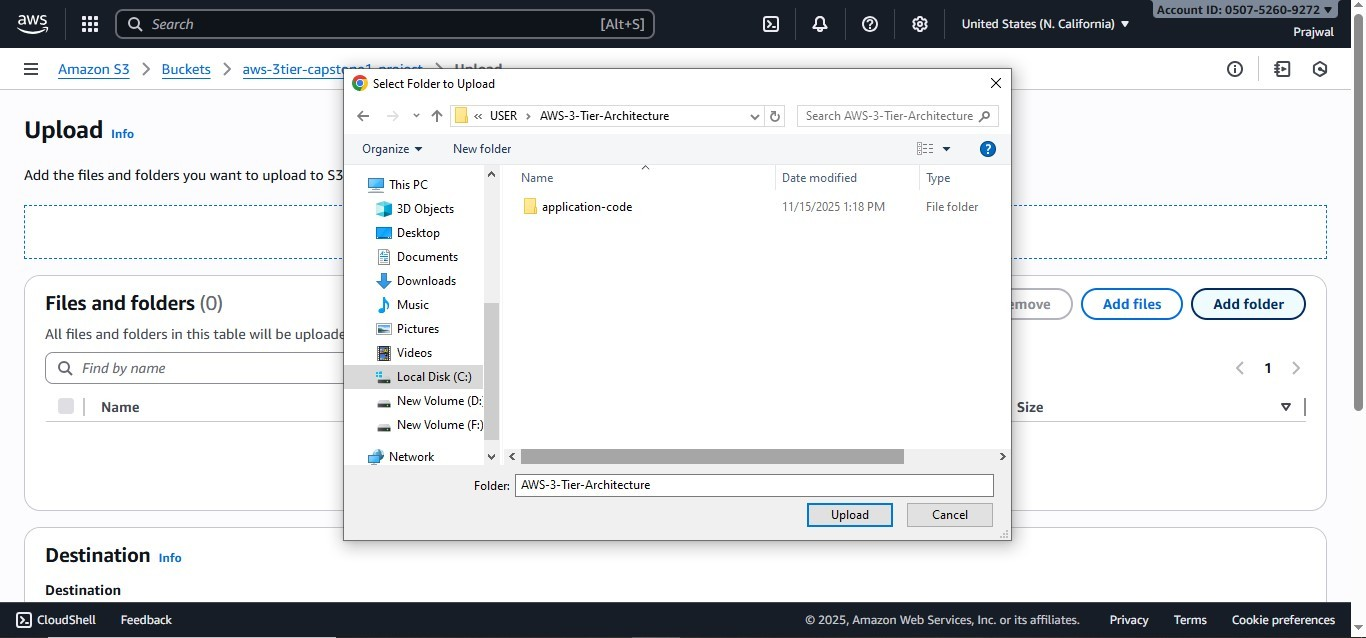 aws
Search
[Alt+S]
United States (N. California)
Account ID: 0507-5260-9272
Prajwal
Amazon S3
Buckets
aws-3tier-capstone1-project
Upload
Upload Info
Add the files and folders you want to upload to S3
Files and folders (0)
All files and folders in this table will be uploade
emove
Add files
Add folder
Find by name
1
Name
Size
Destination Info
Destination
Select Folder to Upload
« USER > AWS-3-Tier-Architecture
Search AWS-3-Tier-Architecture
Organize
New folder
This PC
3D Objects
Desktop
Documents
Downloads
Music
Pictures
Videos
Local Disk (C:)
New Volume (D:
New Volume (F:)
Network
Name
Date modified
Type
application-code
11/15/2025 1:18 PM
File folder
Folder:
AWS-3-Tier-Architecture
Upload
Cancel
CloudShell
Feedback
© 2025, Amazon Web Services, Inc. or its affiliates.
Privacy
Terms
Cookie preferences